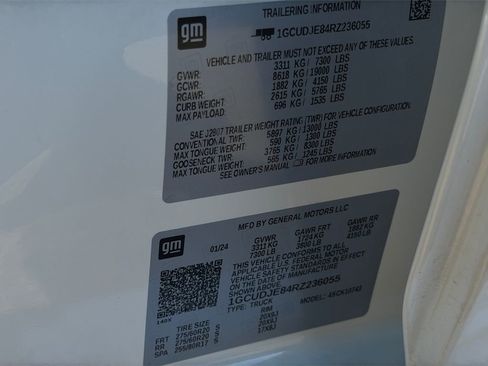 gm
TRAILERING INFORMATION
1GCUDJE84RZ236055
VEHICLE AND TRAILER MUST NOT EXCEED ANY OF THESE VALUES
GVWR: 3311 KG / 7300 LBS
GCWR: 8618 KG / 19000 LBS
RGAWR: 1882 KG / 4150 LBS
CURB WEIGHT: 2615 KG / 5765 LBS
MAX PAYLOAD: 696 KG / 1535 LBS
SAE J2807 TRAILER WEIGHT RATING (TWR) FOR VEHICLE CONFIGURATION
CONVENTIONAL TWR: 5897 KG / 13000 LBS
MAX TONGUE WEIGHT: 590 KG / 1300 LBS
GOOSENECK TWR: 3765 KG / 8300 LBS
MAX TONGUE WEIGHT: 565 KG / 1245 LBS
SEE OWNER'S MANUAL FOR MORE INFORMATION
gm
MFD BY GENERAL MOTORS LLC
01/24
GVWR GAWR FRT GAWR RR
3311 KG 1724 KG 1882 KG
7300 LB 3800 LB 4150 LB
THIS VEHICLE CONFORMS TO ALL
APPLICABLE U.S. FEDERAL MOTOR
VEHICLE SAFETY STANDARDS IN EFFECT
ON THE DATE OF MANUFACTURE
1GCUDJE84RZ236055
TYPE: TRUCK
TIRE SIZE RIM
FRT 275/60R20 S 20X9J
RR 275/60R20 S 20X9J
SPA 255/80R17 S 17X8J